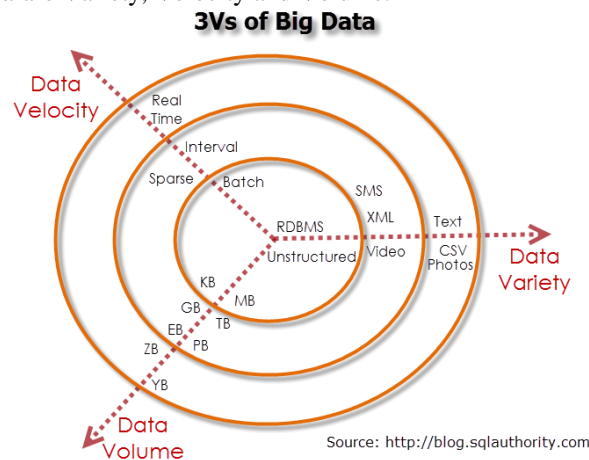 3Vs of Big Data
Data
Velocity
Real
Time
Interval
Sparse
Batch
SMS
XML
Text
RDBMS
Unstructured
Video
CSV
Photos
Data
Variety
KB
MB
GB
TB
EB
PB
ZB
YB
Data
Volume
Source: http://blog.sqlauthority.com